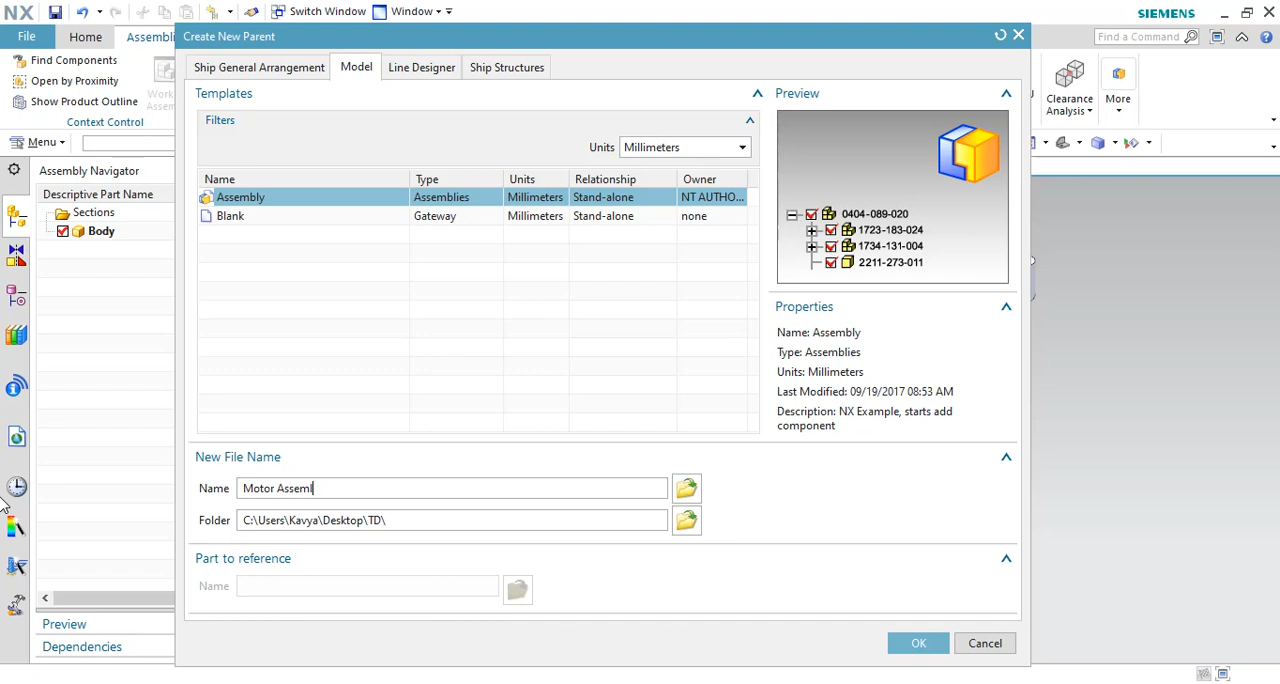 NX
Switch Window
Window
SIEMENS
File
Home
Assembli
Find a Command
Find Components
Open by Proximity
Show Product Outline
Context Control
Work
Assem
Clearance
Analysis
More
Menu
Assembly Navigator
Descriptive Part Name
Sections
Body
Preview
Dependencies
Create New Parent
Ship General Arrangement
Model
Line Designer
Ship Structures
Templates
Filters
Units
Millimeters
Name Type Units Relationship Owner
Assembly Assemblies Millimeters Stand-alone NT AUTHO...
Blank Gateway Millimeters Stand-alone none
Preview
0404-089-020
1723-183-024
1734-131-004
2211-273-011
Properties
Name: Assembly
Type: Assemblies
Units: Millimeters
Last Modified: 09/19/2017 08:53 AM
Description: NX Example, starts add
component
New File Name
Name Motor Asseml
Folder C:\Users\Kavya\Desktop\TD\
Part to reference
Name
OK
Cancel